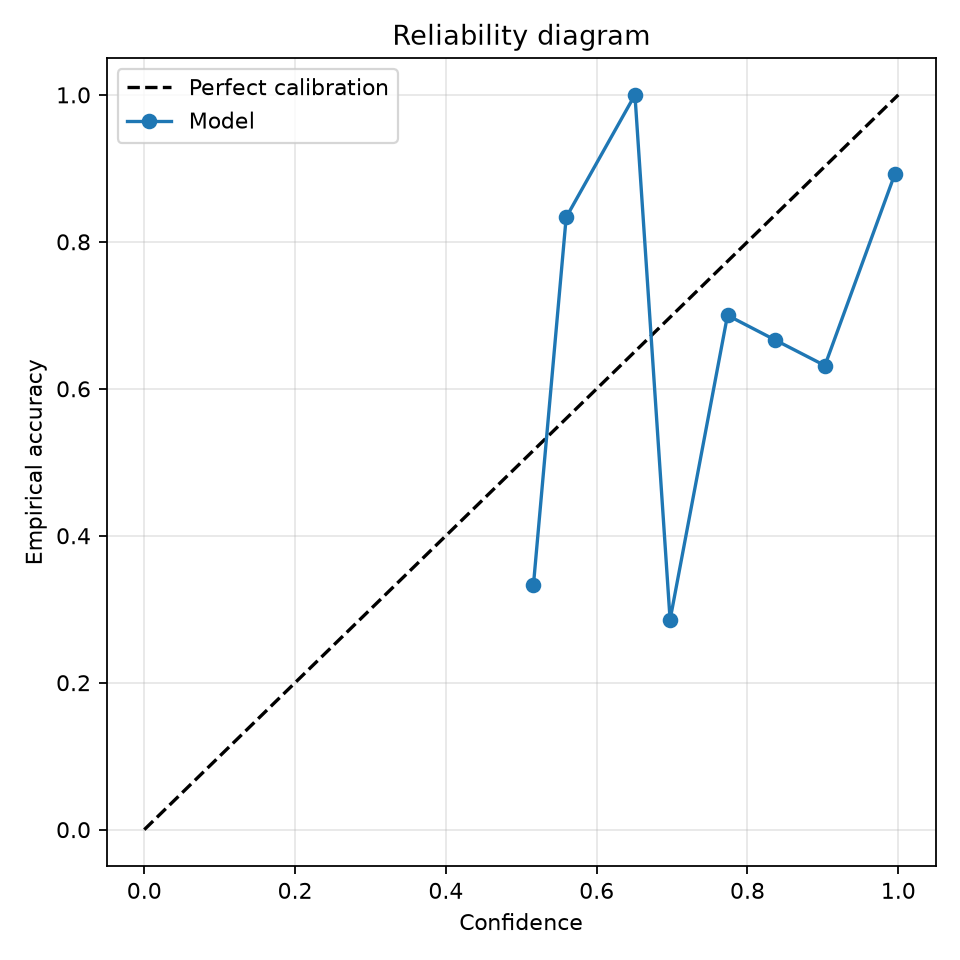 Reliability diagram
Perfect calibration
Model
Empirical accuracy
1.0
0.8
0.6
0.4
0.2
0.0
0.0 0.2 0.4 0.6 0.8 1.0
Confidence